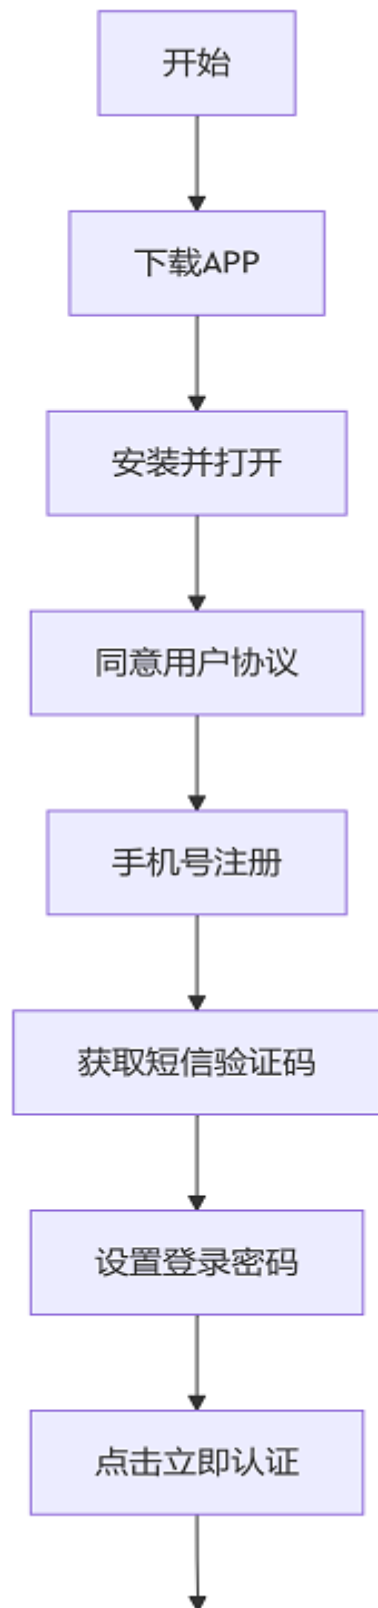 开始
下载APP
安装并打开
同意用户协议
手机号注册
获取短信验证码
设置登录密码
点击立即认证